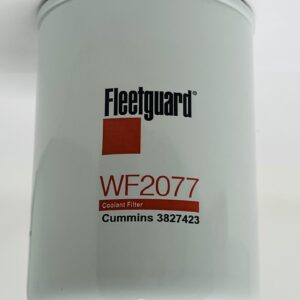 Fleetguard®
WF2077
Coolant Filter
Cummins 3827423